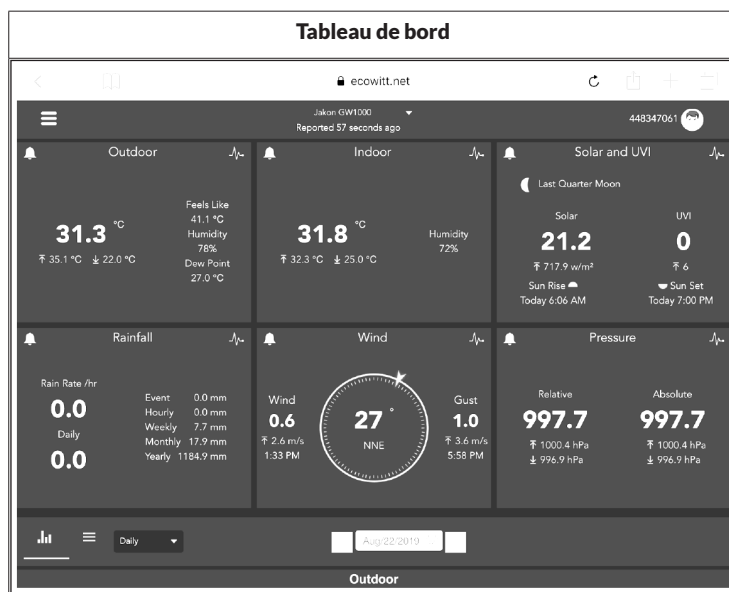 Tableau de bord
ecowitt.net
Jakon GW1000
Reported 57 seconds ago
448347061
Outdoor
31.3 °C
35.1 °C 22.0 °C
Feels Like
41.1 °C
Humidity
78%
Dew Point
27.0 °C
Indoor
31.8 °C
32.3 °C 25.0 °C
Humidity
72%
Solar and UVI
Last Quarter Moon
Solar
21.2
717.9 w/m²
Sun Rise
Today 6:06 AM
UVI
0
6
Sun Set
Today 7:00 PM
Rainfall
Rain Rate /hr
0.0
Daily
0.0
Event 0.0 mm
Hourly 0.0 mm
Weekly 7.7 mm
Monthly 17.9 mm
Yearly 1184.9 mm
Wind
Wind
0.6
2.6 m/s
1:33 PM
27 °
NNE
Gust
1.0
3.6 m/s
5:58 PM
Pressure
Relative
997.7
1000.4 hPa
996.9 hPa
Absolute
997.7
1000.4 hPa
996.9 hPa
Daily
Aug/22/2019
Outdoor